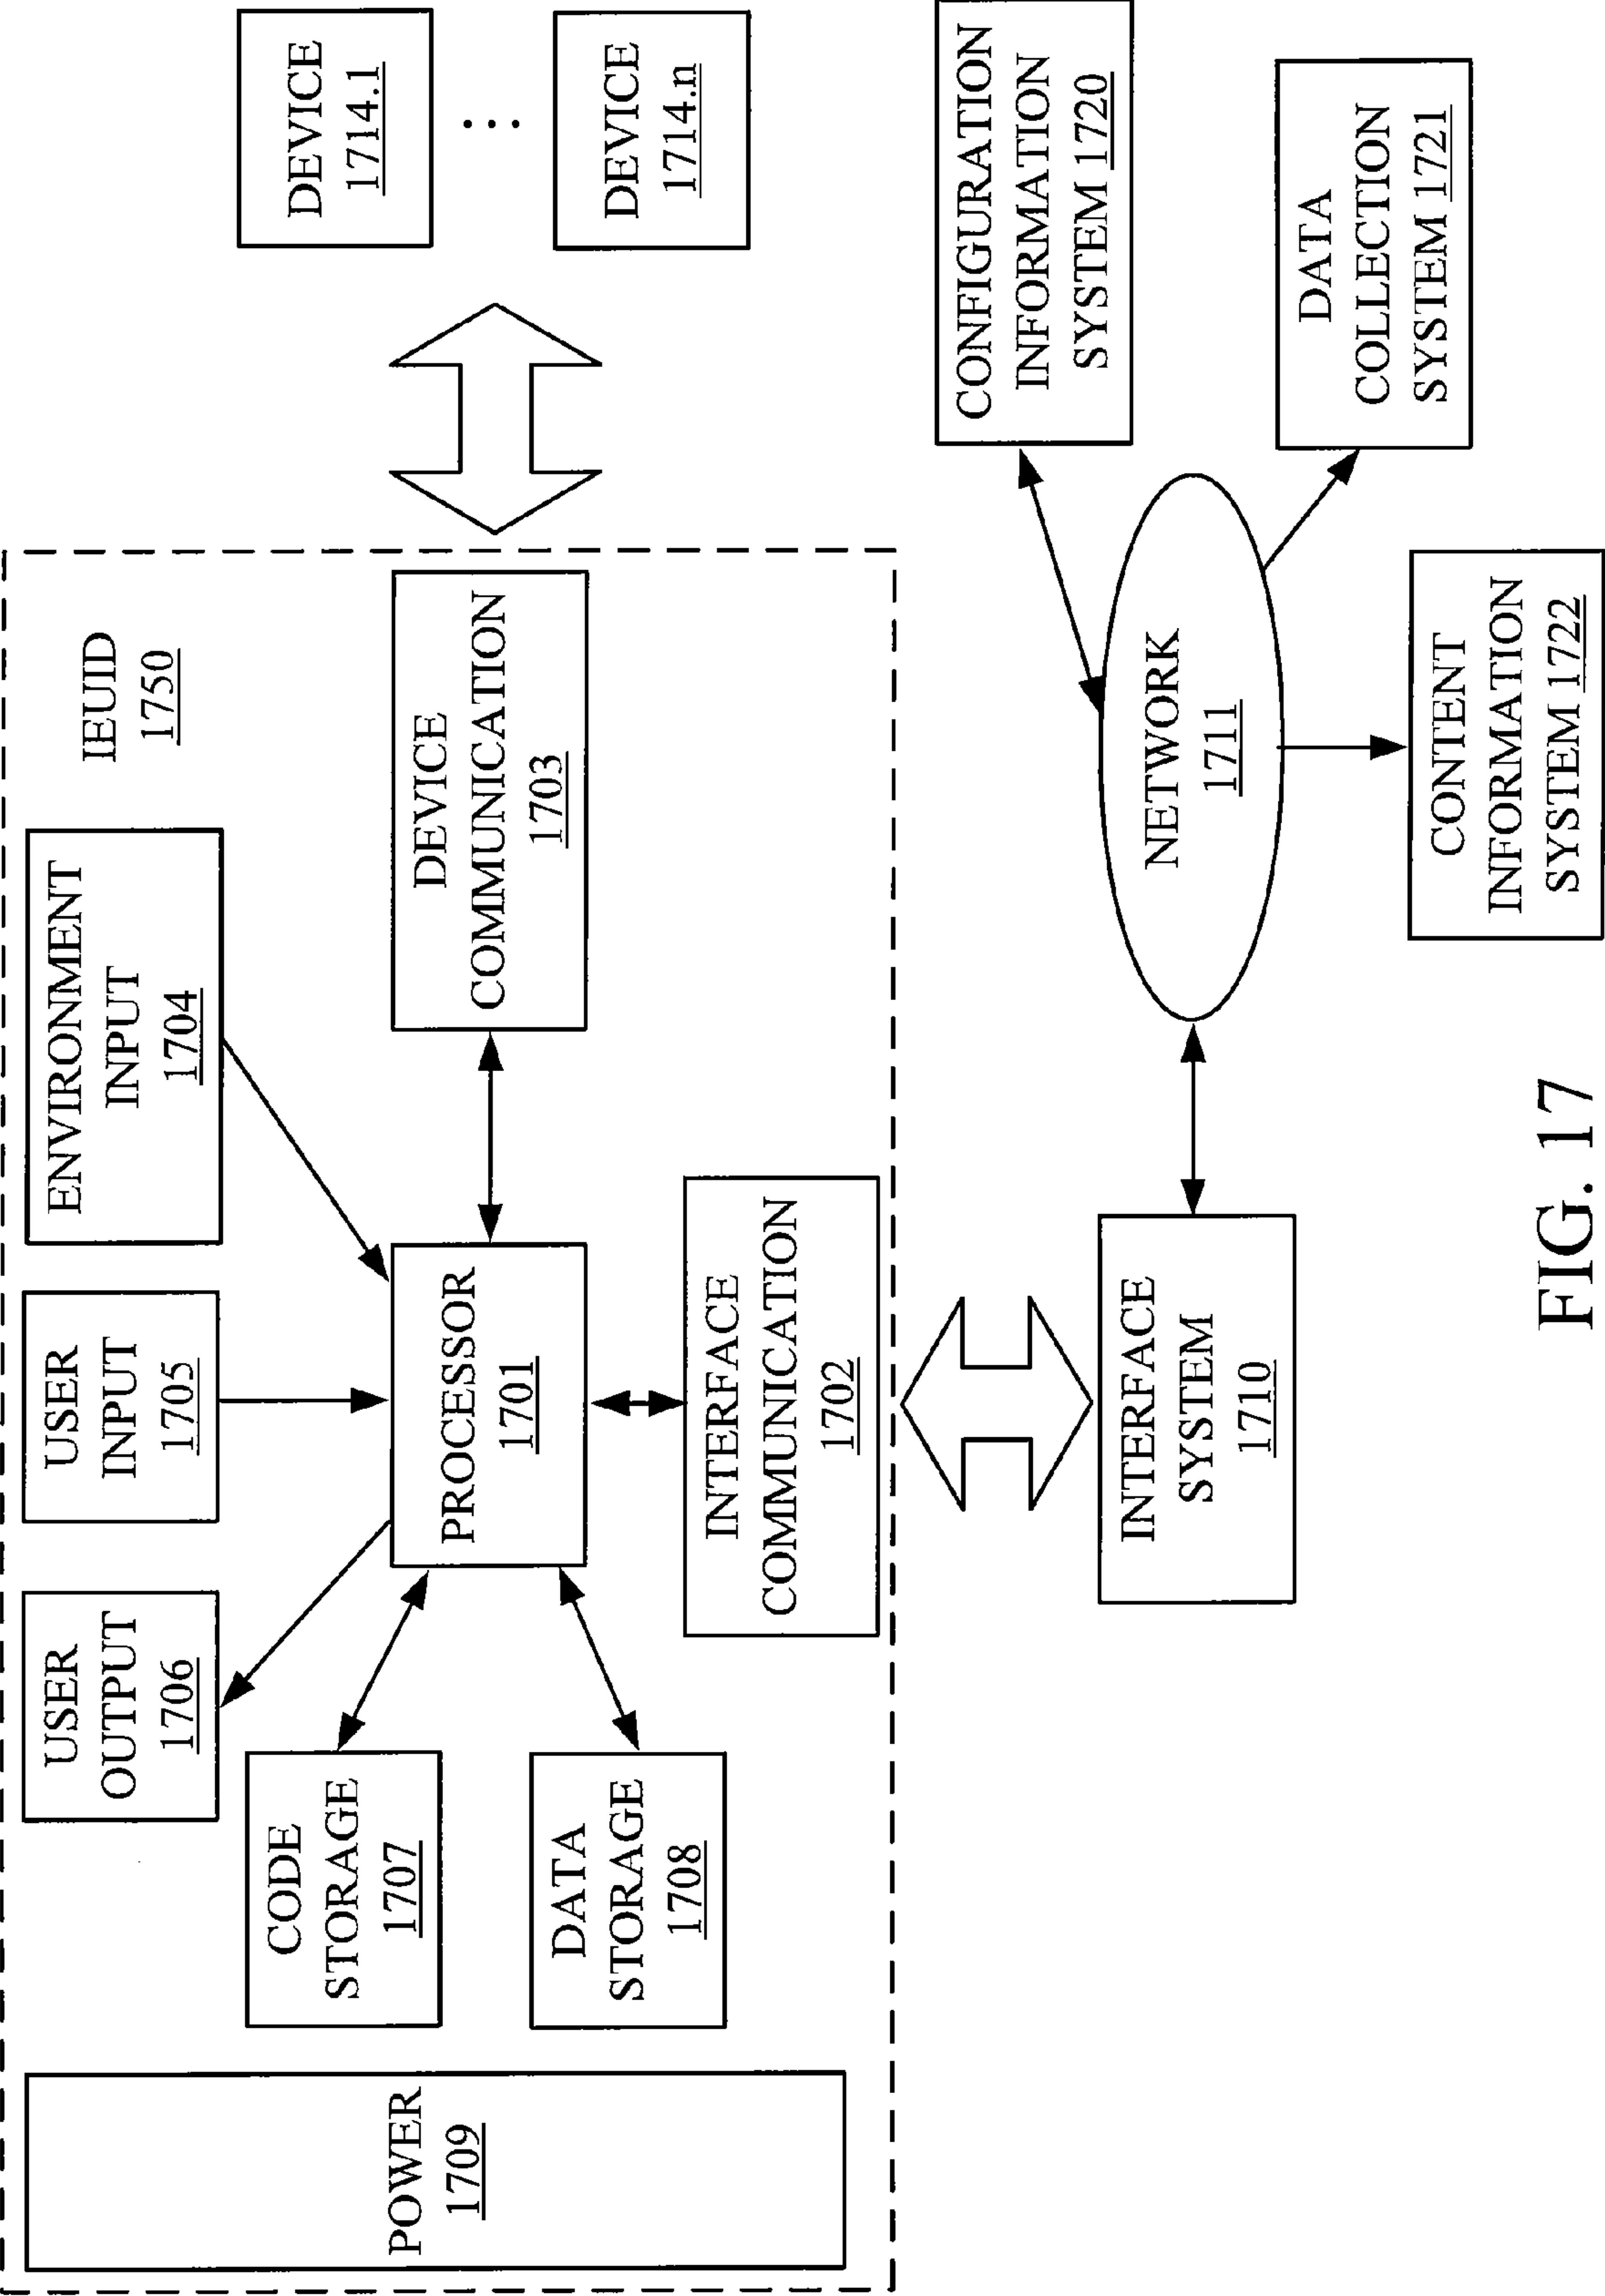 IEUID
1750
POWER
1709
USER
OUTPUT
1706
USER
INPUT
1705
ENVIRONMENT
INPUT
1704
CODE
STORAGE
1707
DATA
STORAGE
1708
PROCESSOR
1701
DEVICE
COMMUNICATION
1703
INTERFACE
COMMUNICATION
1702
DEVICE
1714.1
...
DEVICE
1714.n
INTERFACE
SYSTEM
1710
NETWORK
1711
CONFIGURATION
INFORMATION
SYSTEM 1720
DATA
COLLECTION
SYSTEM 1721
CONTENT
INFORMATION
SYSTEM 1722
FIG. 17